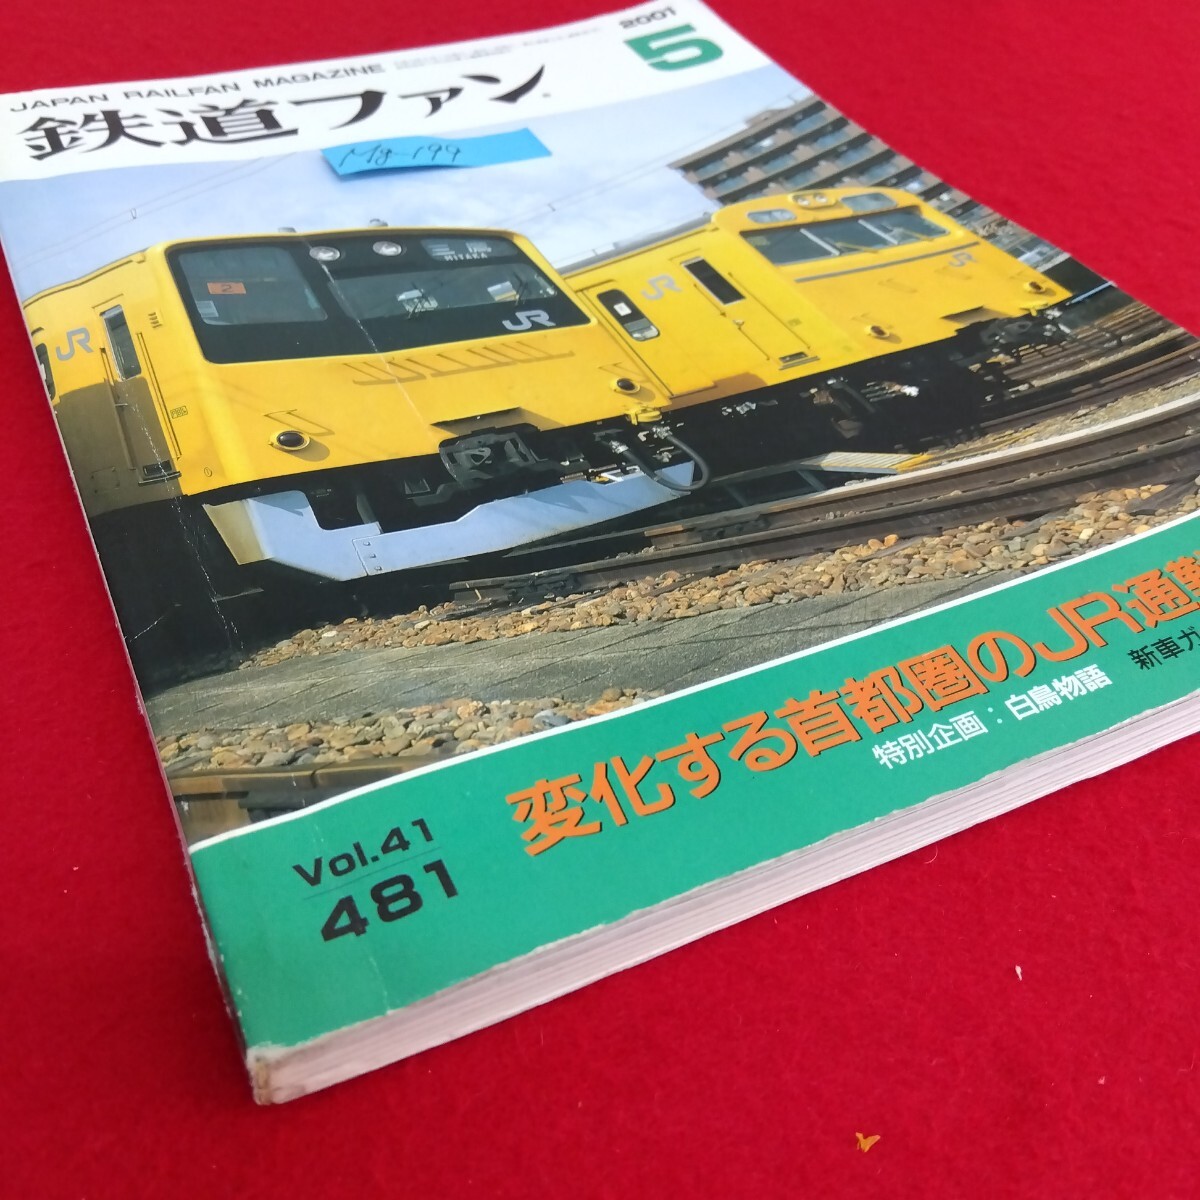 2001
5
JAPAN RAILFAN MAGAZINE
鉄道ファン
Mg-199
三鷹
MITAKA
2
JR
JR
JR
JR
変化する首都圏のJR通勤
特別企画:白鳥物語 新車ガ
Vol.41
481